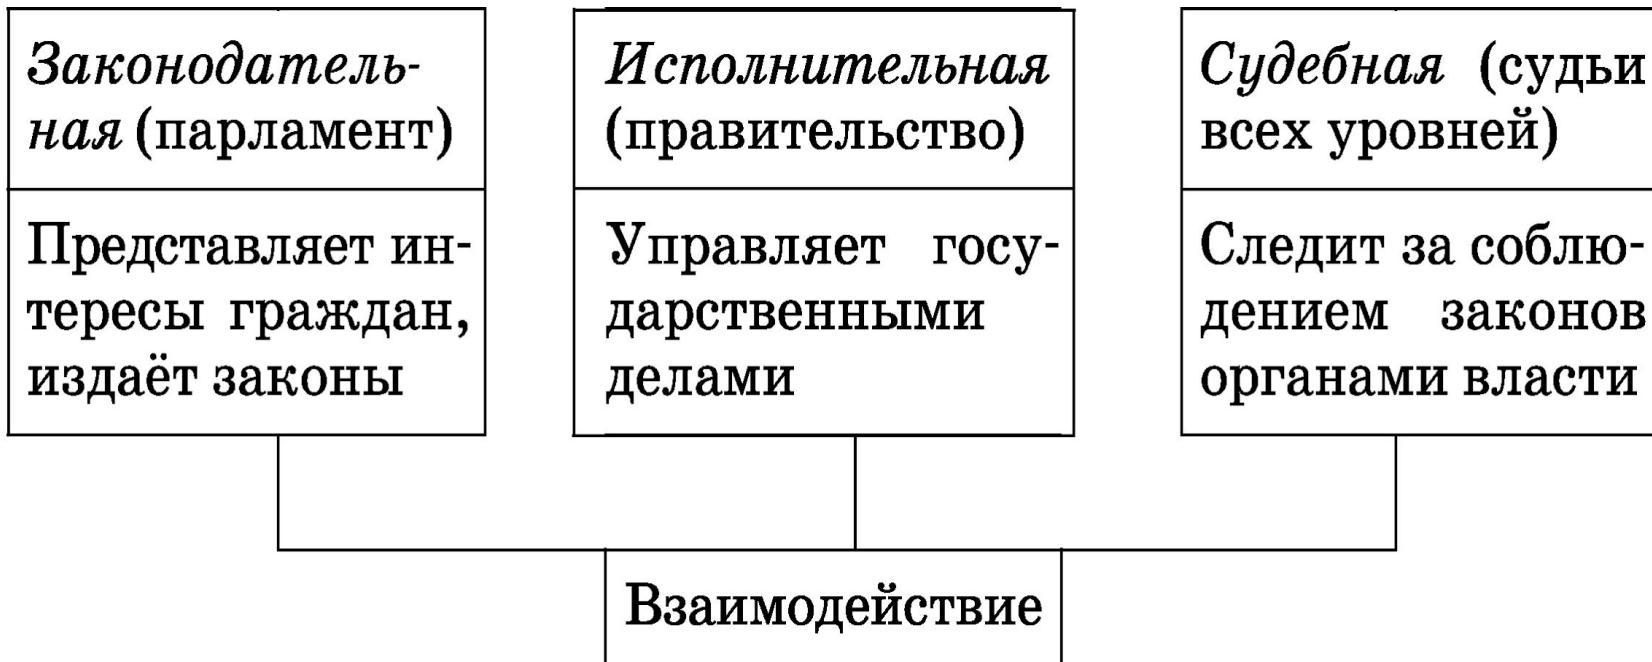 Законодатель-
ная (парламент)
Представляет ин-
тересы граждан,
издаёт законы
Исполнительная
(правительство)
Управляет госу-
дарственными
делами
Судебная (судьи
всех уровней)
Следит за соблю-
дением законов
органами власти
Взаимодействие